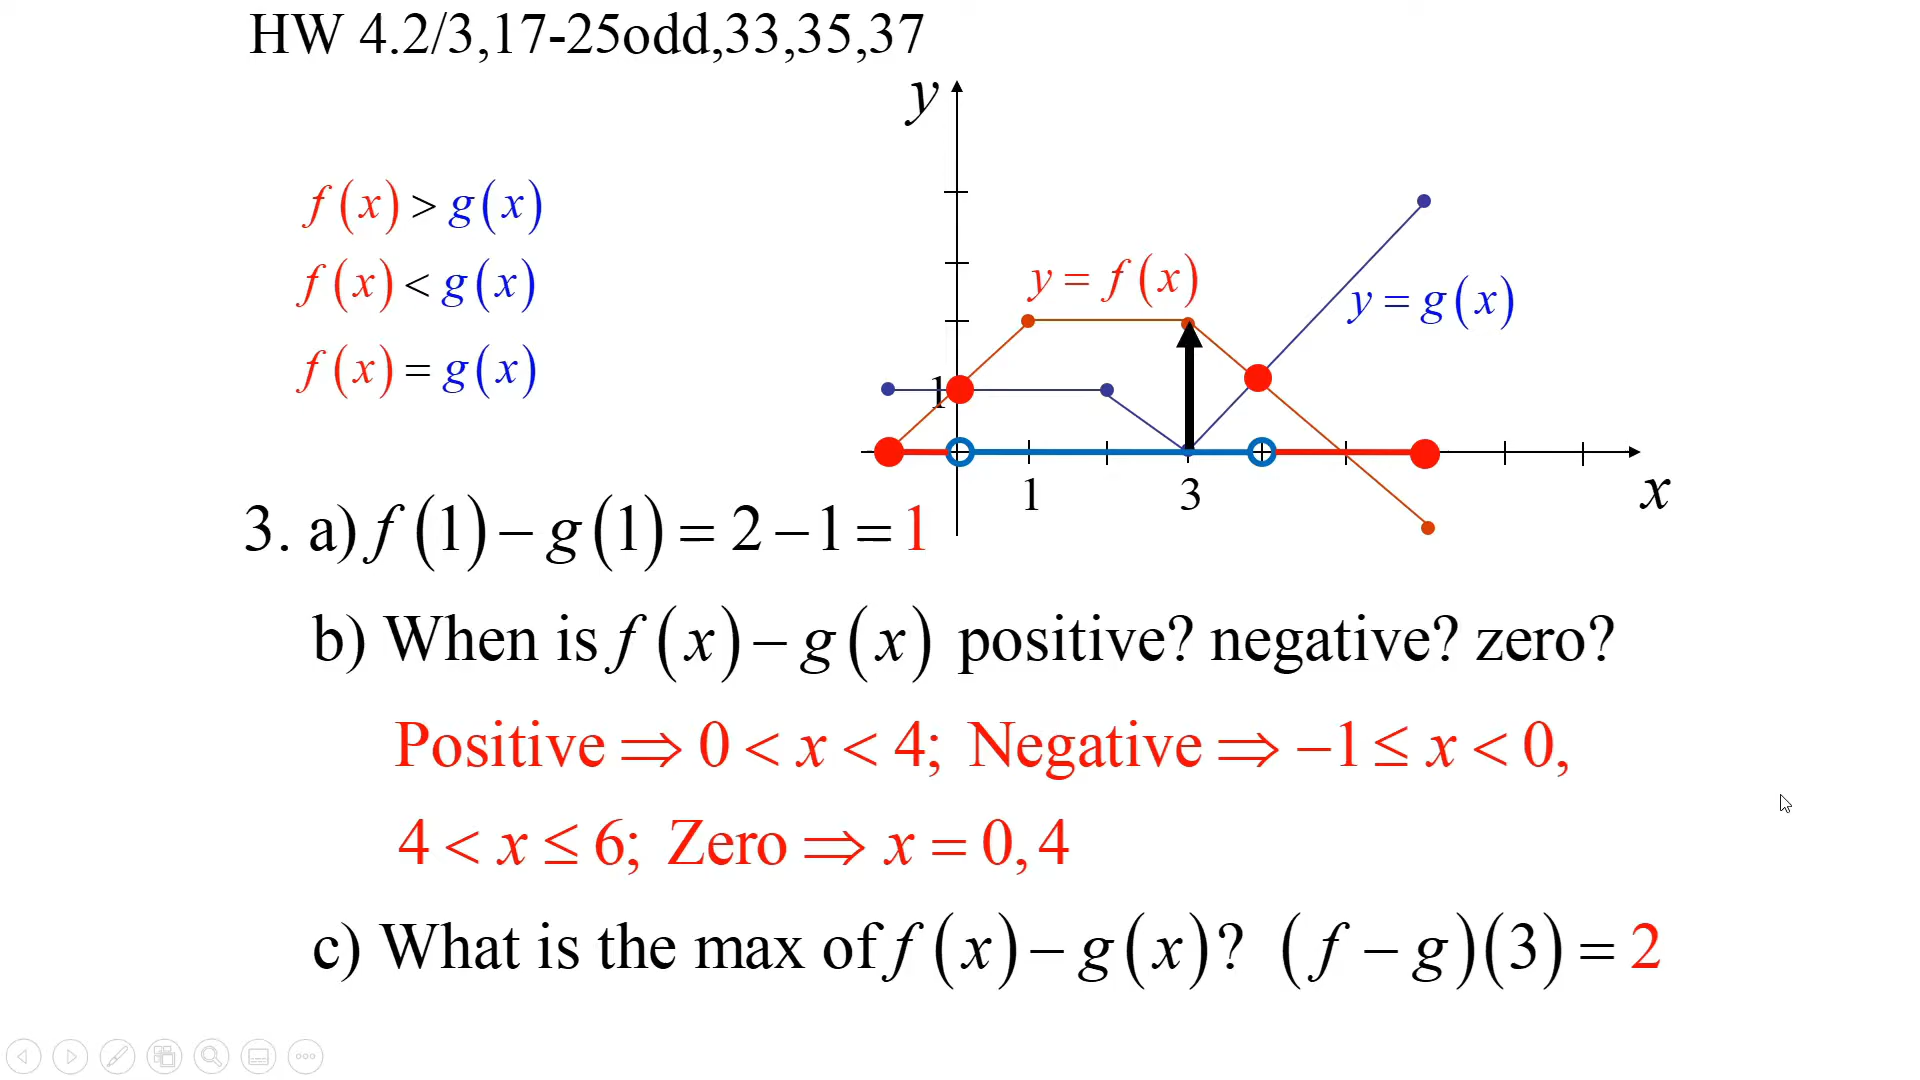 HW 4.2/3,17-25odd,33,35,37
y
f(x) > g(x)
f(x) < g(x)
f(x) = g(x)
y = f(x)
y = g(x)
1
1
3
x
3. a) f(1) – g(1) = 2 – 1 = 1
b) When is f(x) – g(x) positive? negative? zero?
Positive ⇒ 0 < x < 4; Negative ⇒ –1 ≤ x < 0,
4 < x ≤ 6; Zero ⇒ x = 0, 4
c) What is the max of f(x) – g(x)? (f – g)(3) = 2